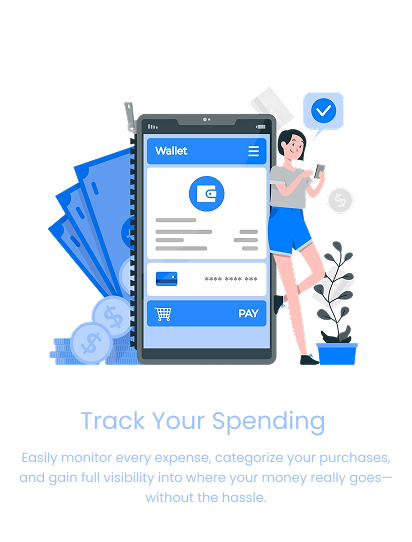 Wallet
**** **** **** ***
PAY
$
$
$
Track Your Spending
Easily monitor every expense, categorize your purchases,
and gain full visibility into where your money really goes—
without the hassle.